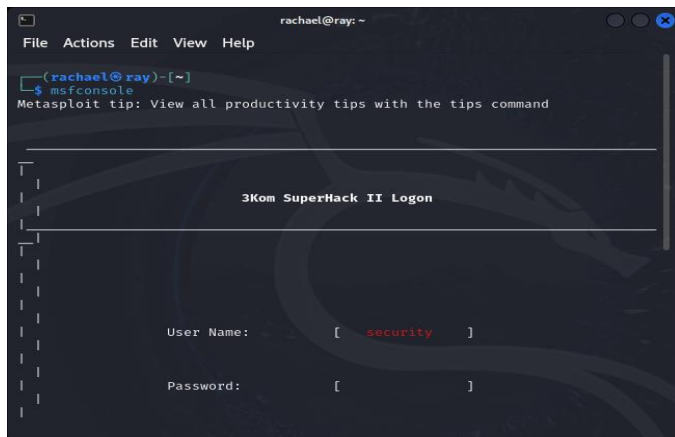 rachael@ray: ~
File Actions Edit View Help
(rachael㉿ray)-[~]
$ msfconsole
Metasploit tip: View all productivity tips with the tips command
3Kom SuperHack II Logon
User Name: [ security ]
Password: [ ]